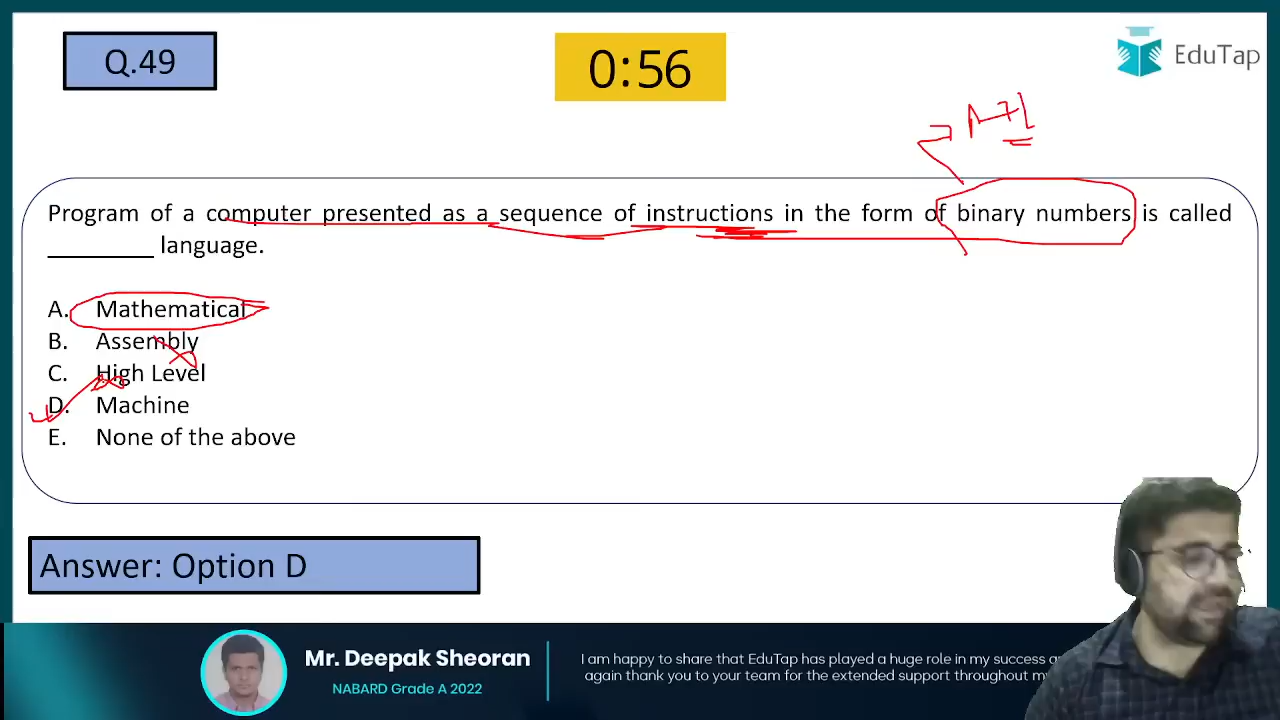 Q.49
0:56
EduTap
Program of a computer presented as a sequence of instructions in the form of binary numbers is called
________ language.
A. Mathematical
B. Assembly
C. High Level
D. Machine
E. None of the above
Answer: Option D
Mr. Deepak Sheoran
NABARD Grade A 2022
I am happy to share that EduTap has played a huge role in my success
again thank you to your team for the extended support throughout